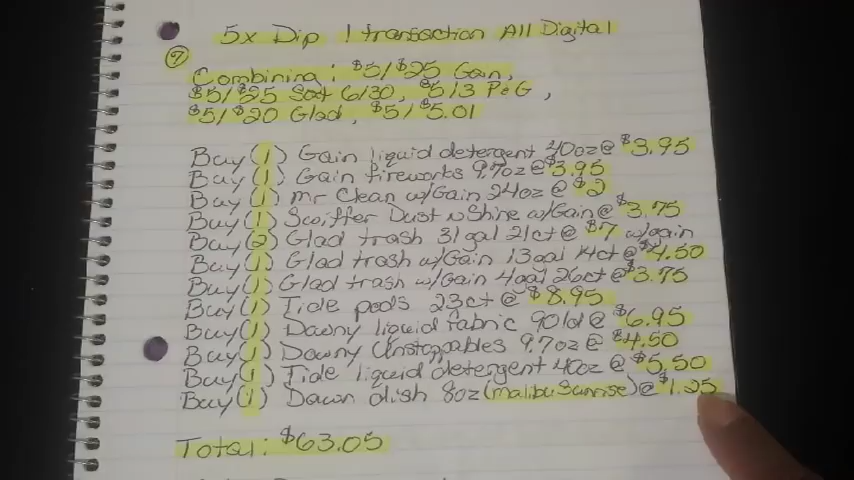 5x Dip 1 transaction All Digital
7
Combining: $5/$25 Gain,
$5/$25 Sat 6/30, $5/3 P&G,
$5/$20 Glad, $5/$5.01
Buy (1) Gain liquid detergent 40oz @ $3.95
Buy (1) Gain fireworks 9.7oz @ $3.95
Buy (1) mr Clean w/Gain 24oz @ $2
Buy (1) Swiffer Dust n Shine w/Gain @ $3.75
Buy (2) Glad trash 31gal 21ct @ $7 w/gain
Buy (1) Glad trash w/Gain 13gal 14ct @ $4.50
Buy (1) Glad trash w/Gain 4gal 26ct @ $3.75
Buy (1) Tide pods 23ct @ $8.95
Buy (1) Downy liquid fabric 90ld @ $6.95
Buy (1) Downy Unstoppables 9.7oz @ $4.50
Buy (1) Tide liquid detergent 40oz @ $5.50
Buy (1) Dawn dish 8oz (malibu Sunrise) @ $1.25
Total: $63.05